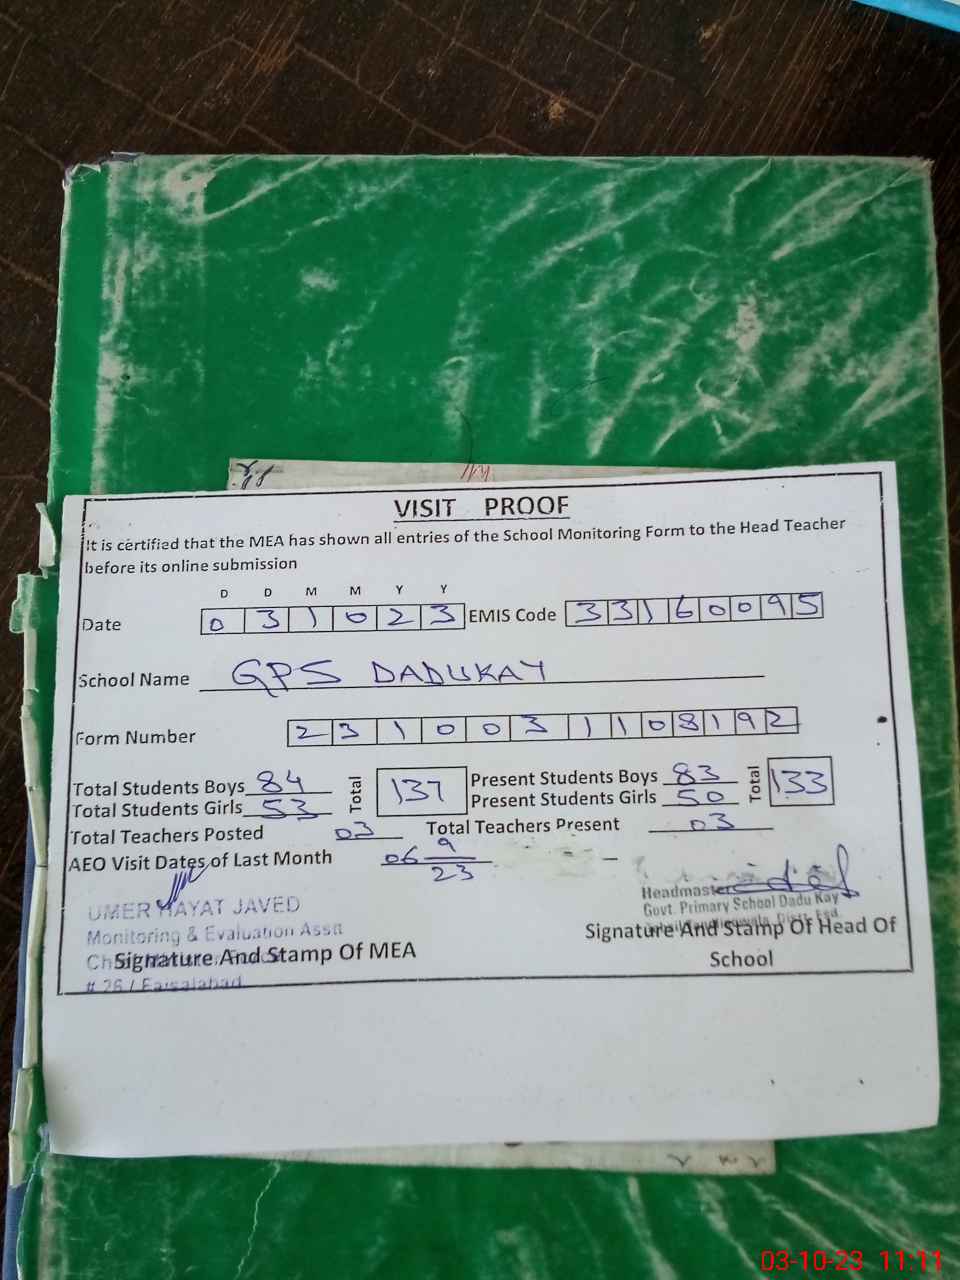 VISIT PROOF
It is certified that the MEA has shown all entries of the School Monitoring Form to the Head Teacher
before its online submission
D D M M Y Y
Date 0 3 1 0 2 3 EMIS Code 3 3 1 6 0 0 9 5
School Name GPS DADUKAY
Form Number 2 3 1 0 0 3 1 1 0 8 1 9 2
Total Students Boys 84 Total 137 Present Students Boys 83 Total 133
Total Students Girls 53 Present Students Girls 50
Total Teachers Posted 03 Total Teachers Present 03
AEO Visit Dates of Last Month 06 9
23
UMER HAYAT JAVED
Monitoring & Evaluation Asstt
Signature And Stamp Of MEA
# 26 / Faisalabad
Headmaster
Govt. Primary School Dadu Kay
Signature And Stamp Of Head Of
School
03-10-23 11:11